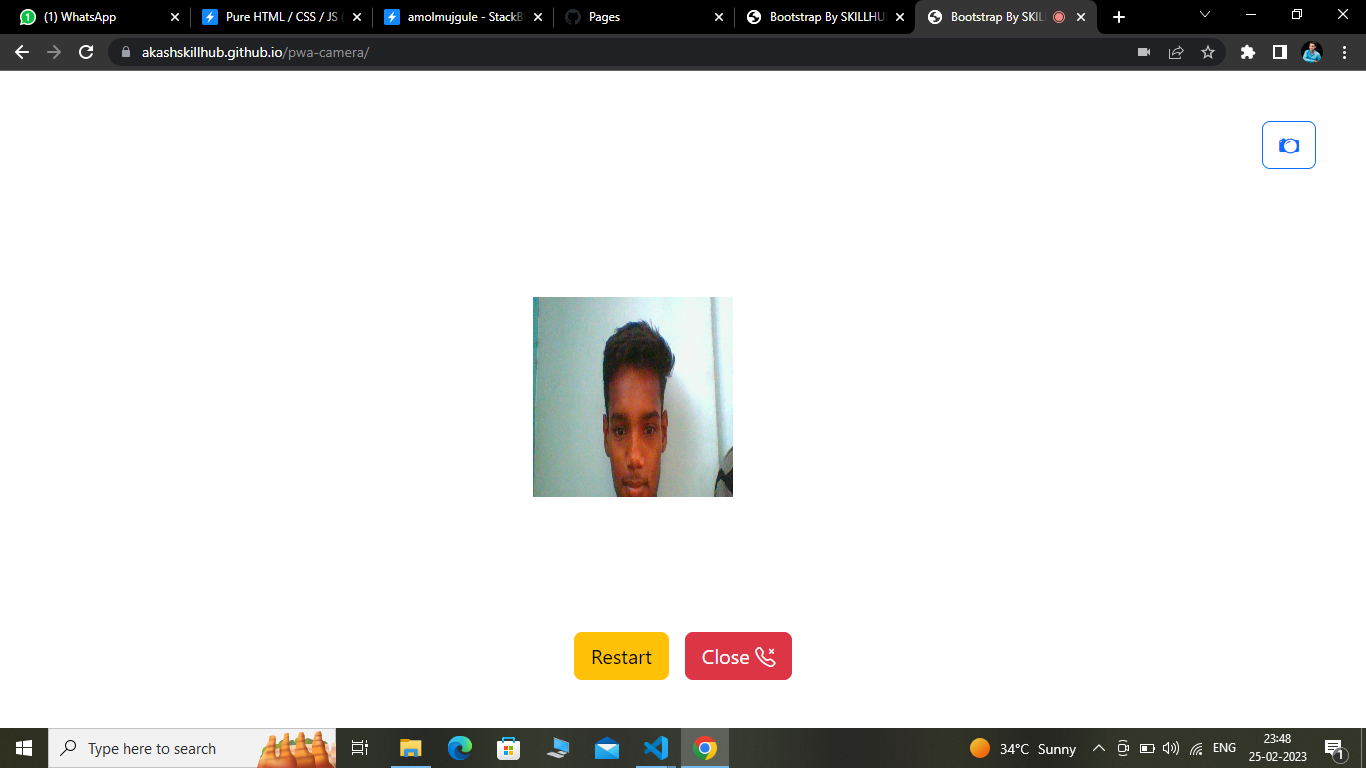 (1) WhatsApp
Pure HTML / CSS / JS (
amolmujgule - StackB
Pages
Bootstrap By SKILLHU
Bootstrap By SKIL
akashskillhub.github.io/pwa-camera/
Restart
Close
Type here to search
34°C Sunny
ENG
23:48
25-02-2023
1